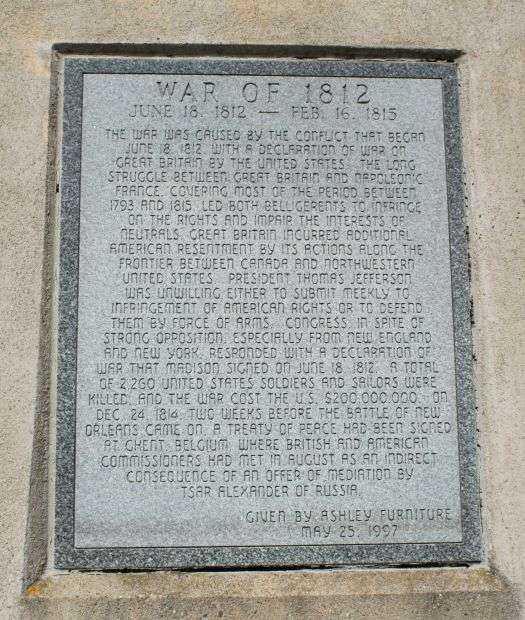 WAR OF 1812
JUNE 18, 1812 — FEB. 16, 1815
THE WAR WAS CAUSED BY THE CONFLICT THAT BEGAN
JUNE 18, 1812, WITH A DECLARATION OF WAR ON
GREAT BRITAIN BY THE UNITED STATES. THE LONG
STRUGGLE BETWEEN GREAT BRITAIN AND NAPOLEONIC
FRANCE, COVERING MOST OF THE PERIOD BETWEEN
1793 AND 1815, LED BOTH BELLIGERENTS TO INFRINGE
ON THE RIGHTS AND IMPAIR THE INTERESTS OF
NEUTRALS. GREAT BRITAIN INCURRED ADDITIONAL
AMERICAN RESENTMENT BY ITS ACTIONS ALONG THE
FRONTIER BETWEEN CANADA AND NORTHWESTERN
UNITED STATES. PRESIDENT THOMAS JEFFERSON
WAS UNWILLING EITHER TO SUBMIT MEEKLY TO
INFRINGEMENT OF AMERICAN RIGHTS OR TO DEFEND
THEM BY FORCE OF ARMS. CONGRESS, IN SPITE OF
STRONG OPPOSITION, ESPECIALLY FROM NEW ENGLAND
AND NEW YORK, RESPONDED WITH A DECLARATION OF
WAR THAT MADISON SIGNED ON JUNE 18, 1812. A TOTAL
OF 2,260 UNITED STATES SOLDIERS AND SAILORS WERE
KILLED, AND THE WAR COST THE U.S. $200,000,000. ON
DEC. 24, 1814, TWO WEEKS BEFORE THE BATTLE OF NEW
ORLEANS CAME ON, A TREATY OF PEACE HAD BEEN SIGNED
AT GHENT, BELGIUM, WHERE BRITISH AND AMERICAN
COMMISSIONERS HAD MET IN AUGUST AS AN INDIRECT
CONSEQUENCE OF AN OFFER OF MEDIATION BY
TSAR ALEXANDER OF RUSSIA.
GIVEN BY ASHLEY FURNITURE
MAY 25, 1997